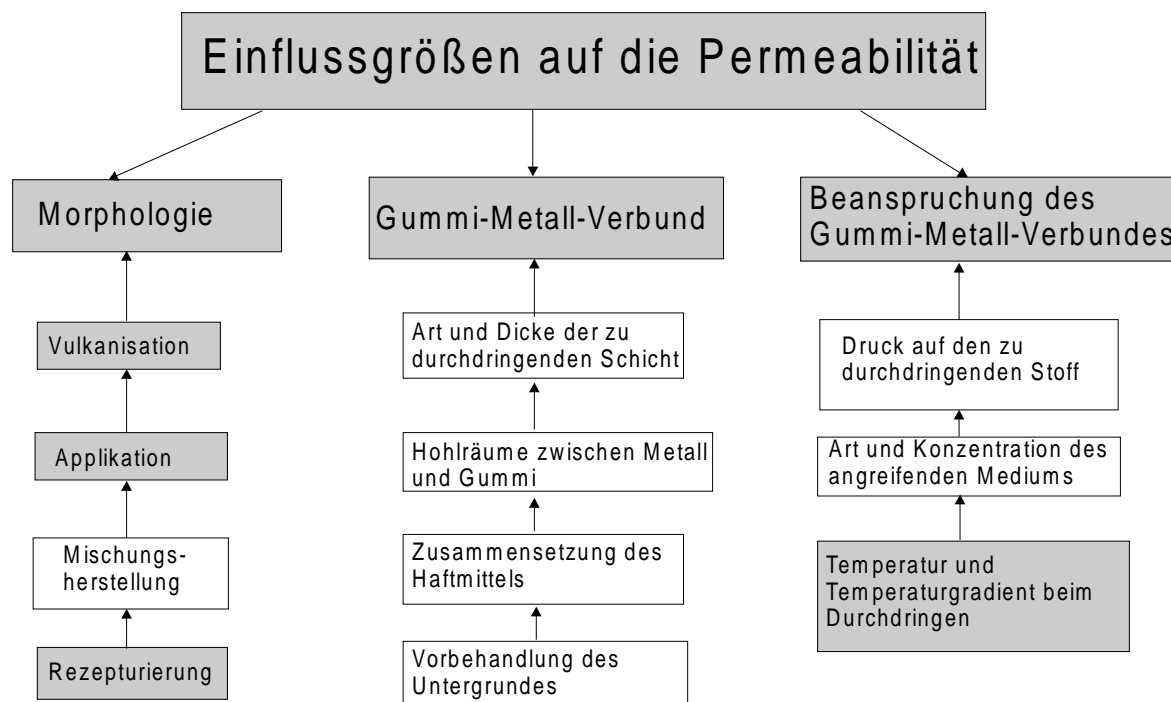 Einflussgrößen auf die Permeabilität
Morphologie
Vulkanisation
Applikation
Mischungs-
herstellung
Rezepturierung
Gummi-Metall-Verbund
Art und Dicke der zu
durchdringenden Schicht
Hohlräume zwischen Metall
und Gummi
Zusammensetzung des
Haftmittels
Vorbehandlung des
Untergrundes
Beanspruchung des
Gummi-Metall-Verbundes
Druck auf den zu
durchdringenden Stoff
Art und Konzentration des
angreifenden Mediums
Temperatur und
Temperaturgradient beim
Durchdringen